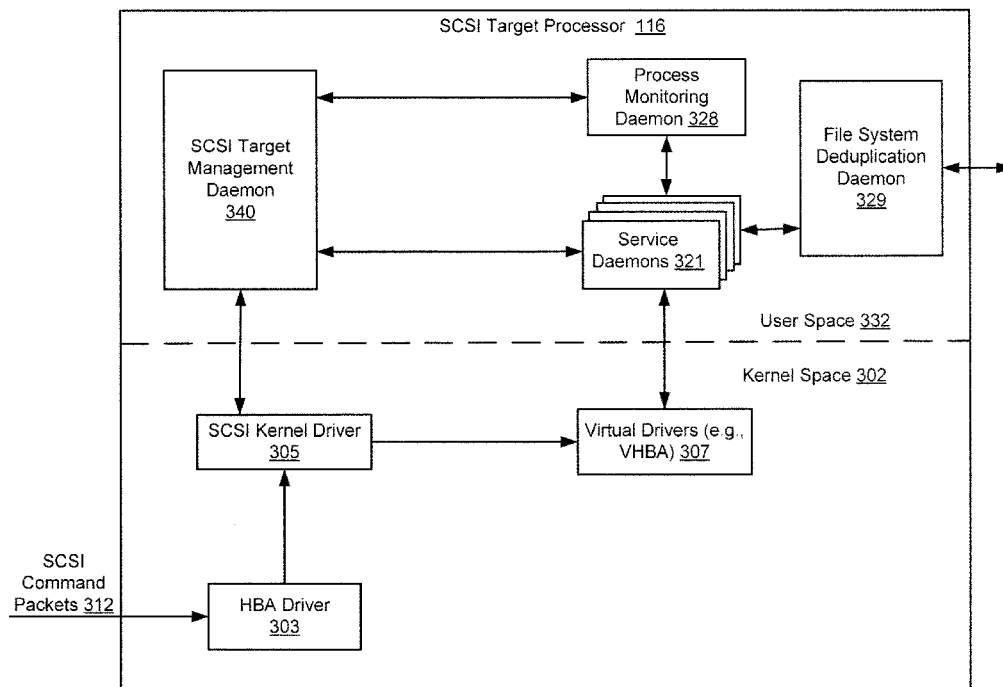 SCSI Target Processor 116
SCSI Target
Management
Daemon
340
Process
Monitoring
Daemon 328
File System
Deduplication
Daemon
329
Service
Daemons 321
User Space 332
Kernel Space 302
SCSI Kernel Driver
305
Virtual Drivers (e.g.,
VHBA) 307
SCSI
Command
Packets 312
HBA Driver
303